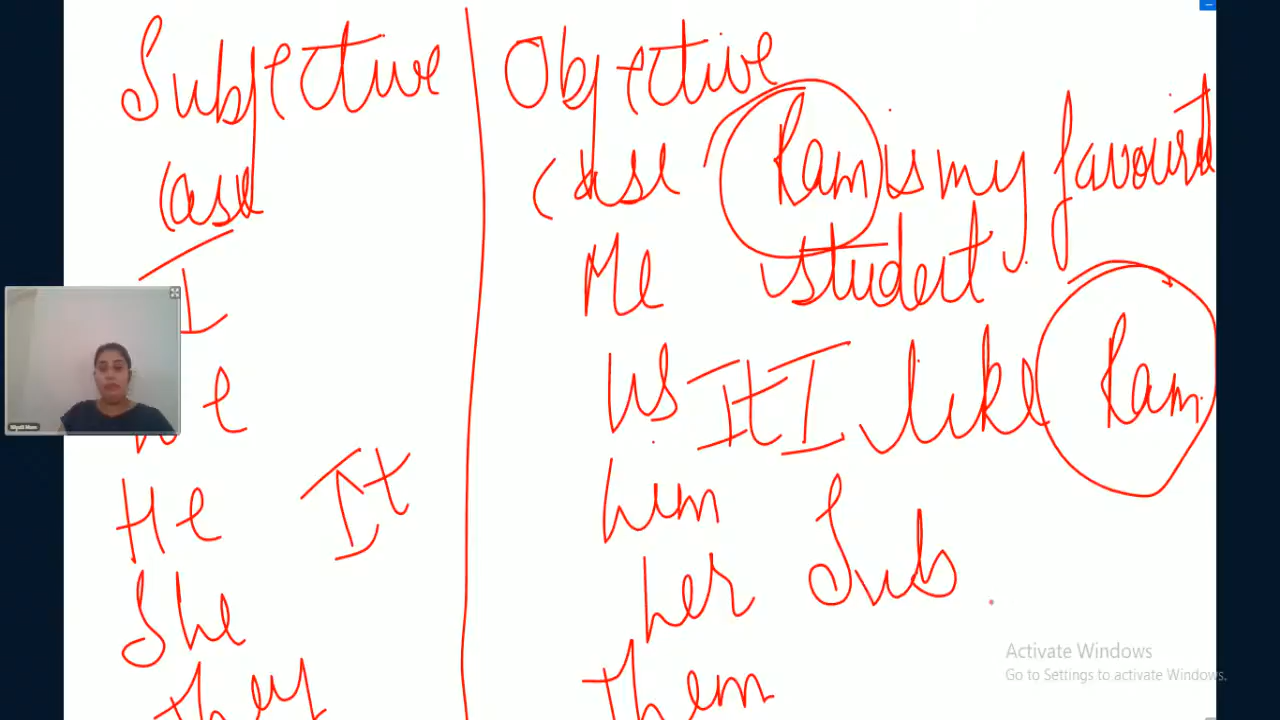 Subjective
case
I
We
He It
She
they
Objective
case
Me
us It
him
her
Them
Ram is my favourite
student
I like Ram
Sub
Activate Windows
Go to Settings to activate Windows.